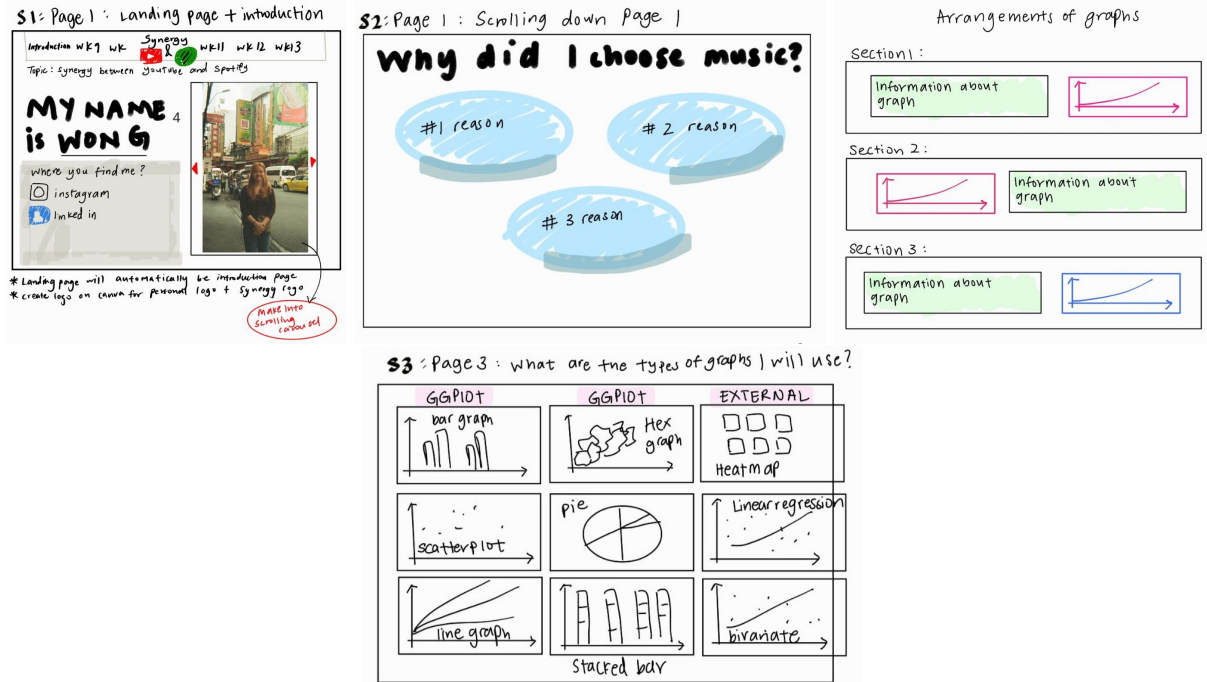 S1: Page 1: Landing page + introduction
Synergy
Introduction wk9 wk & wk11 wk12 wk13
Topic: synergy between youtube and spotify
MY NAME 4
is WONG
where you find me?
instagram
linked in
* Landing page will automatically be introduction page
* create logo on canva for personal logo + synergy logo
make into
scrolling
carousel
S2: Page 1: Scrolling down Page 1
Why did I choose music?
#1 reason
# 2 reason
# 3 reason
Arrangements of graphs
Section 1:
Information about
graph
Section 2:
Information about
graph
Section 3:
Information about
graph
S3: Page 3: What are the types of graphs I will use?
GGPLOT GGPLOT EXTERNAL
bar graph
Hex
graph
Heatmap
scatterplot
pie
Linear regression
line graph
bivariate
Stacked bar